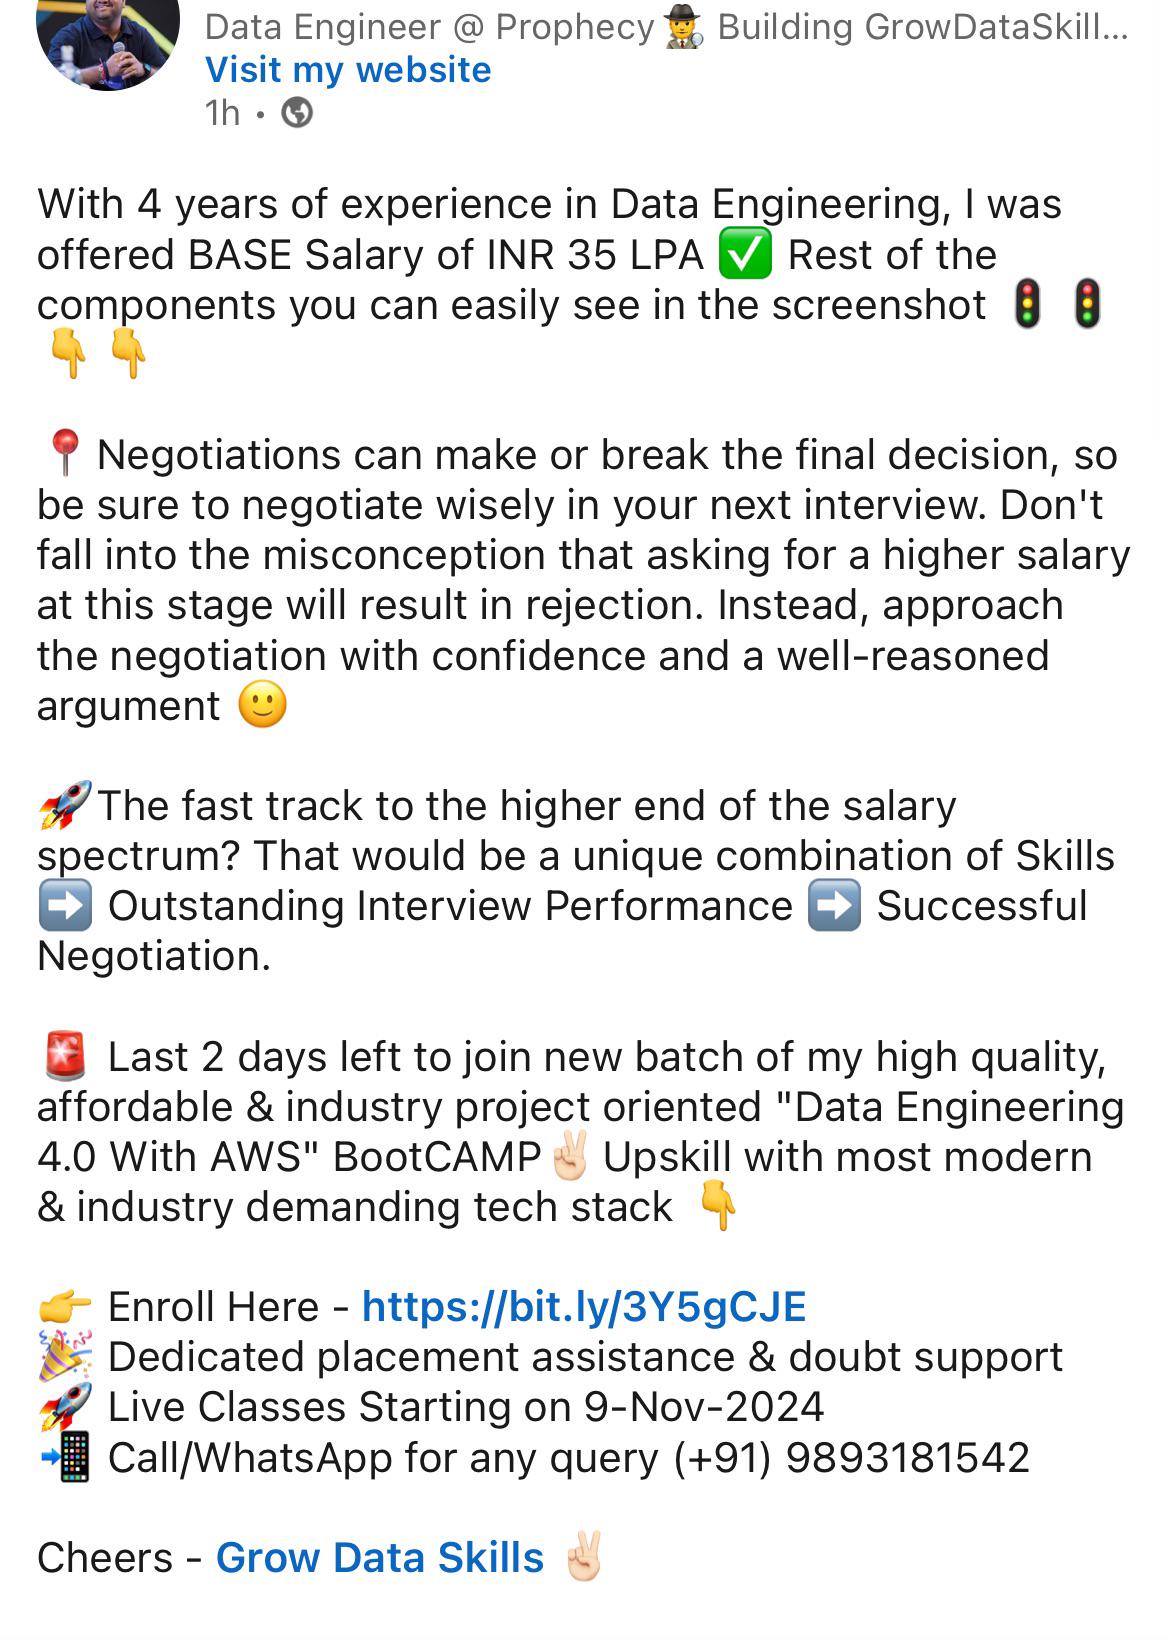 Data Engineer @ Prophecy🕵️ Building GrowDataSkill...
Visit my website
1h •
With 4 years of experience in Data Engineering, I was
offered BASE Salary of INR 35 LPA ✅ Rest of the
components you can easily see in the screenshot 🚦 🚦
👇 👇
📍 Negotiations can make or break the final decision, so
be sure to negotiate wisely in your next interview. Don't
fall into the misconception that asking for a higher salary
at this stage will result in rejection. Instead, approach
the negotiation with confidence and a well-reasoned
argument 🙂
🚀The fast track to the higher end of the salary
spectrum? That would be a unique combination of Skills
➡️ Outstanding Interview Performance ➡️ Successful
Negotiation.
🚨 Last 2 days left to join new batch of my high quality,
affordable & industry project oriented "Data Engineering
4.0 With AWS" BootCAMP✌🏻 Upskill with most modern
& industry demanding tech stack 👇
👉 Enroll Here - https://bit.ly/3Y5gCJE
🎉 Dedicated placement assistance & doubt support
🚀 Live Classes Starting on 9-Nov-2024
📲 Call/WhatsApp for any query (+91) 9893181542
Cheers - Grow Data Skills ✌🏻